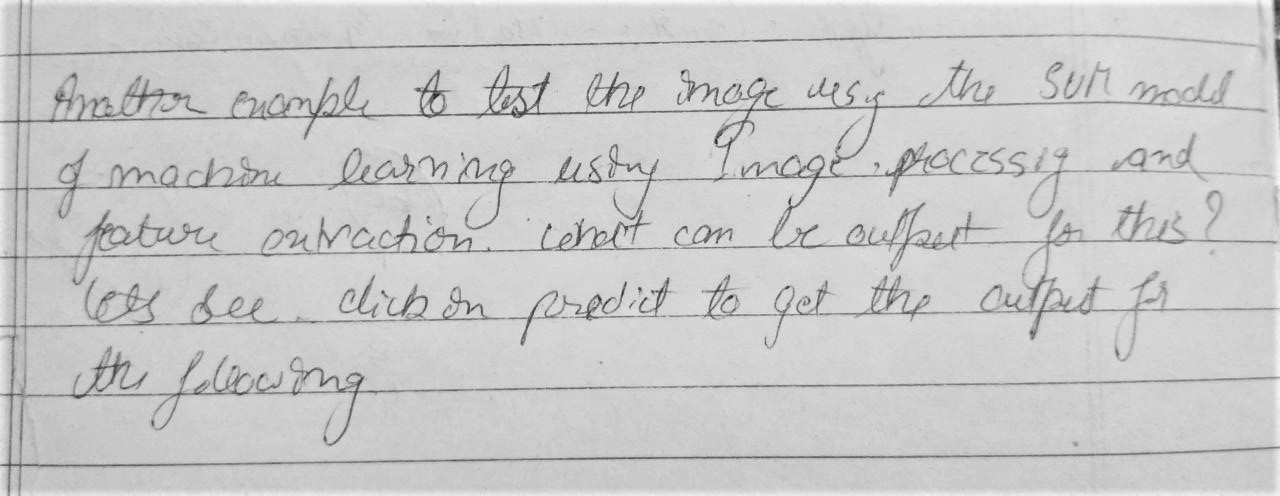 Another example to test the image using the SVM model
of machine learning using Image processig and
feature extraction. What can be output for this?
lets see. click on predict to get the output for
the following